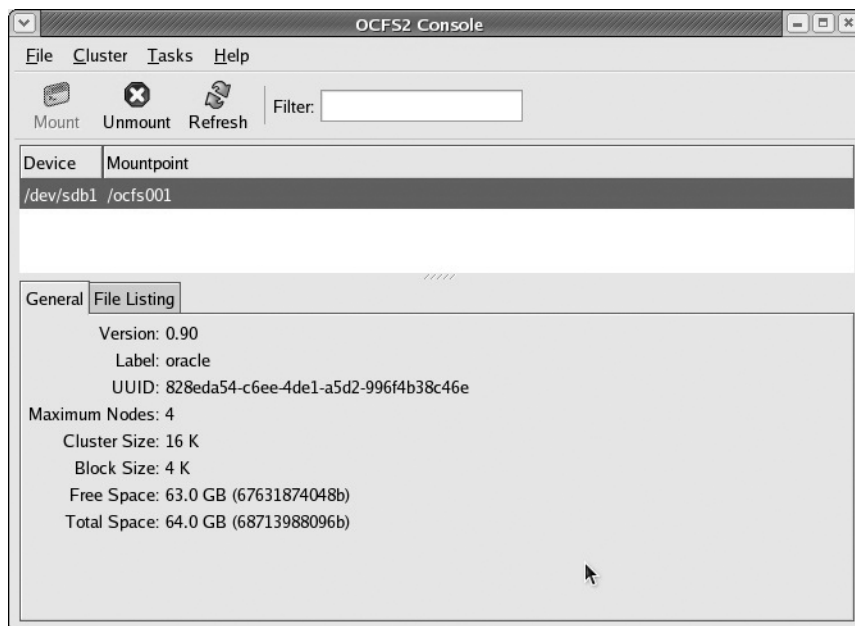 OCFS2 Console
File Cluster Tasks Help
Mount Unmount Refresh Filter:
Device Mountpoint
/dev/sdb1 /ocfs001
General File Listing
Version: 0.90
Label: oracle
UUID: 828eda54-c6ee-4de1-a5d2-996f4b38c46e
Maximum Nodes: 4
Cluster Size: 16 K
Block Size: 4 K
Free Space: 63.0 GB (67631874048b)
Total Space: 64.0 GB (68713988096b)